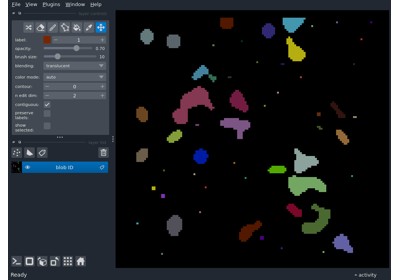 File View Plugins Window Help
label: 1
opacity: 0.70
brush size: 10
blending: translucent
color mode: auto
contour: 0
n edit dim: 2
contiguous: ✓
preserve
labels:
show
selected:
blob ID
Ready
activity